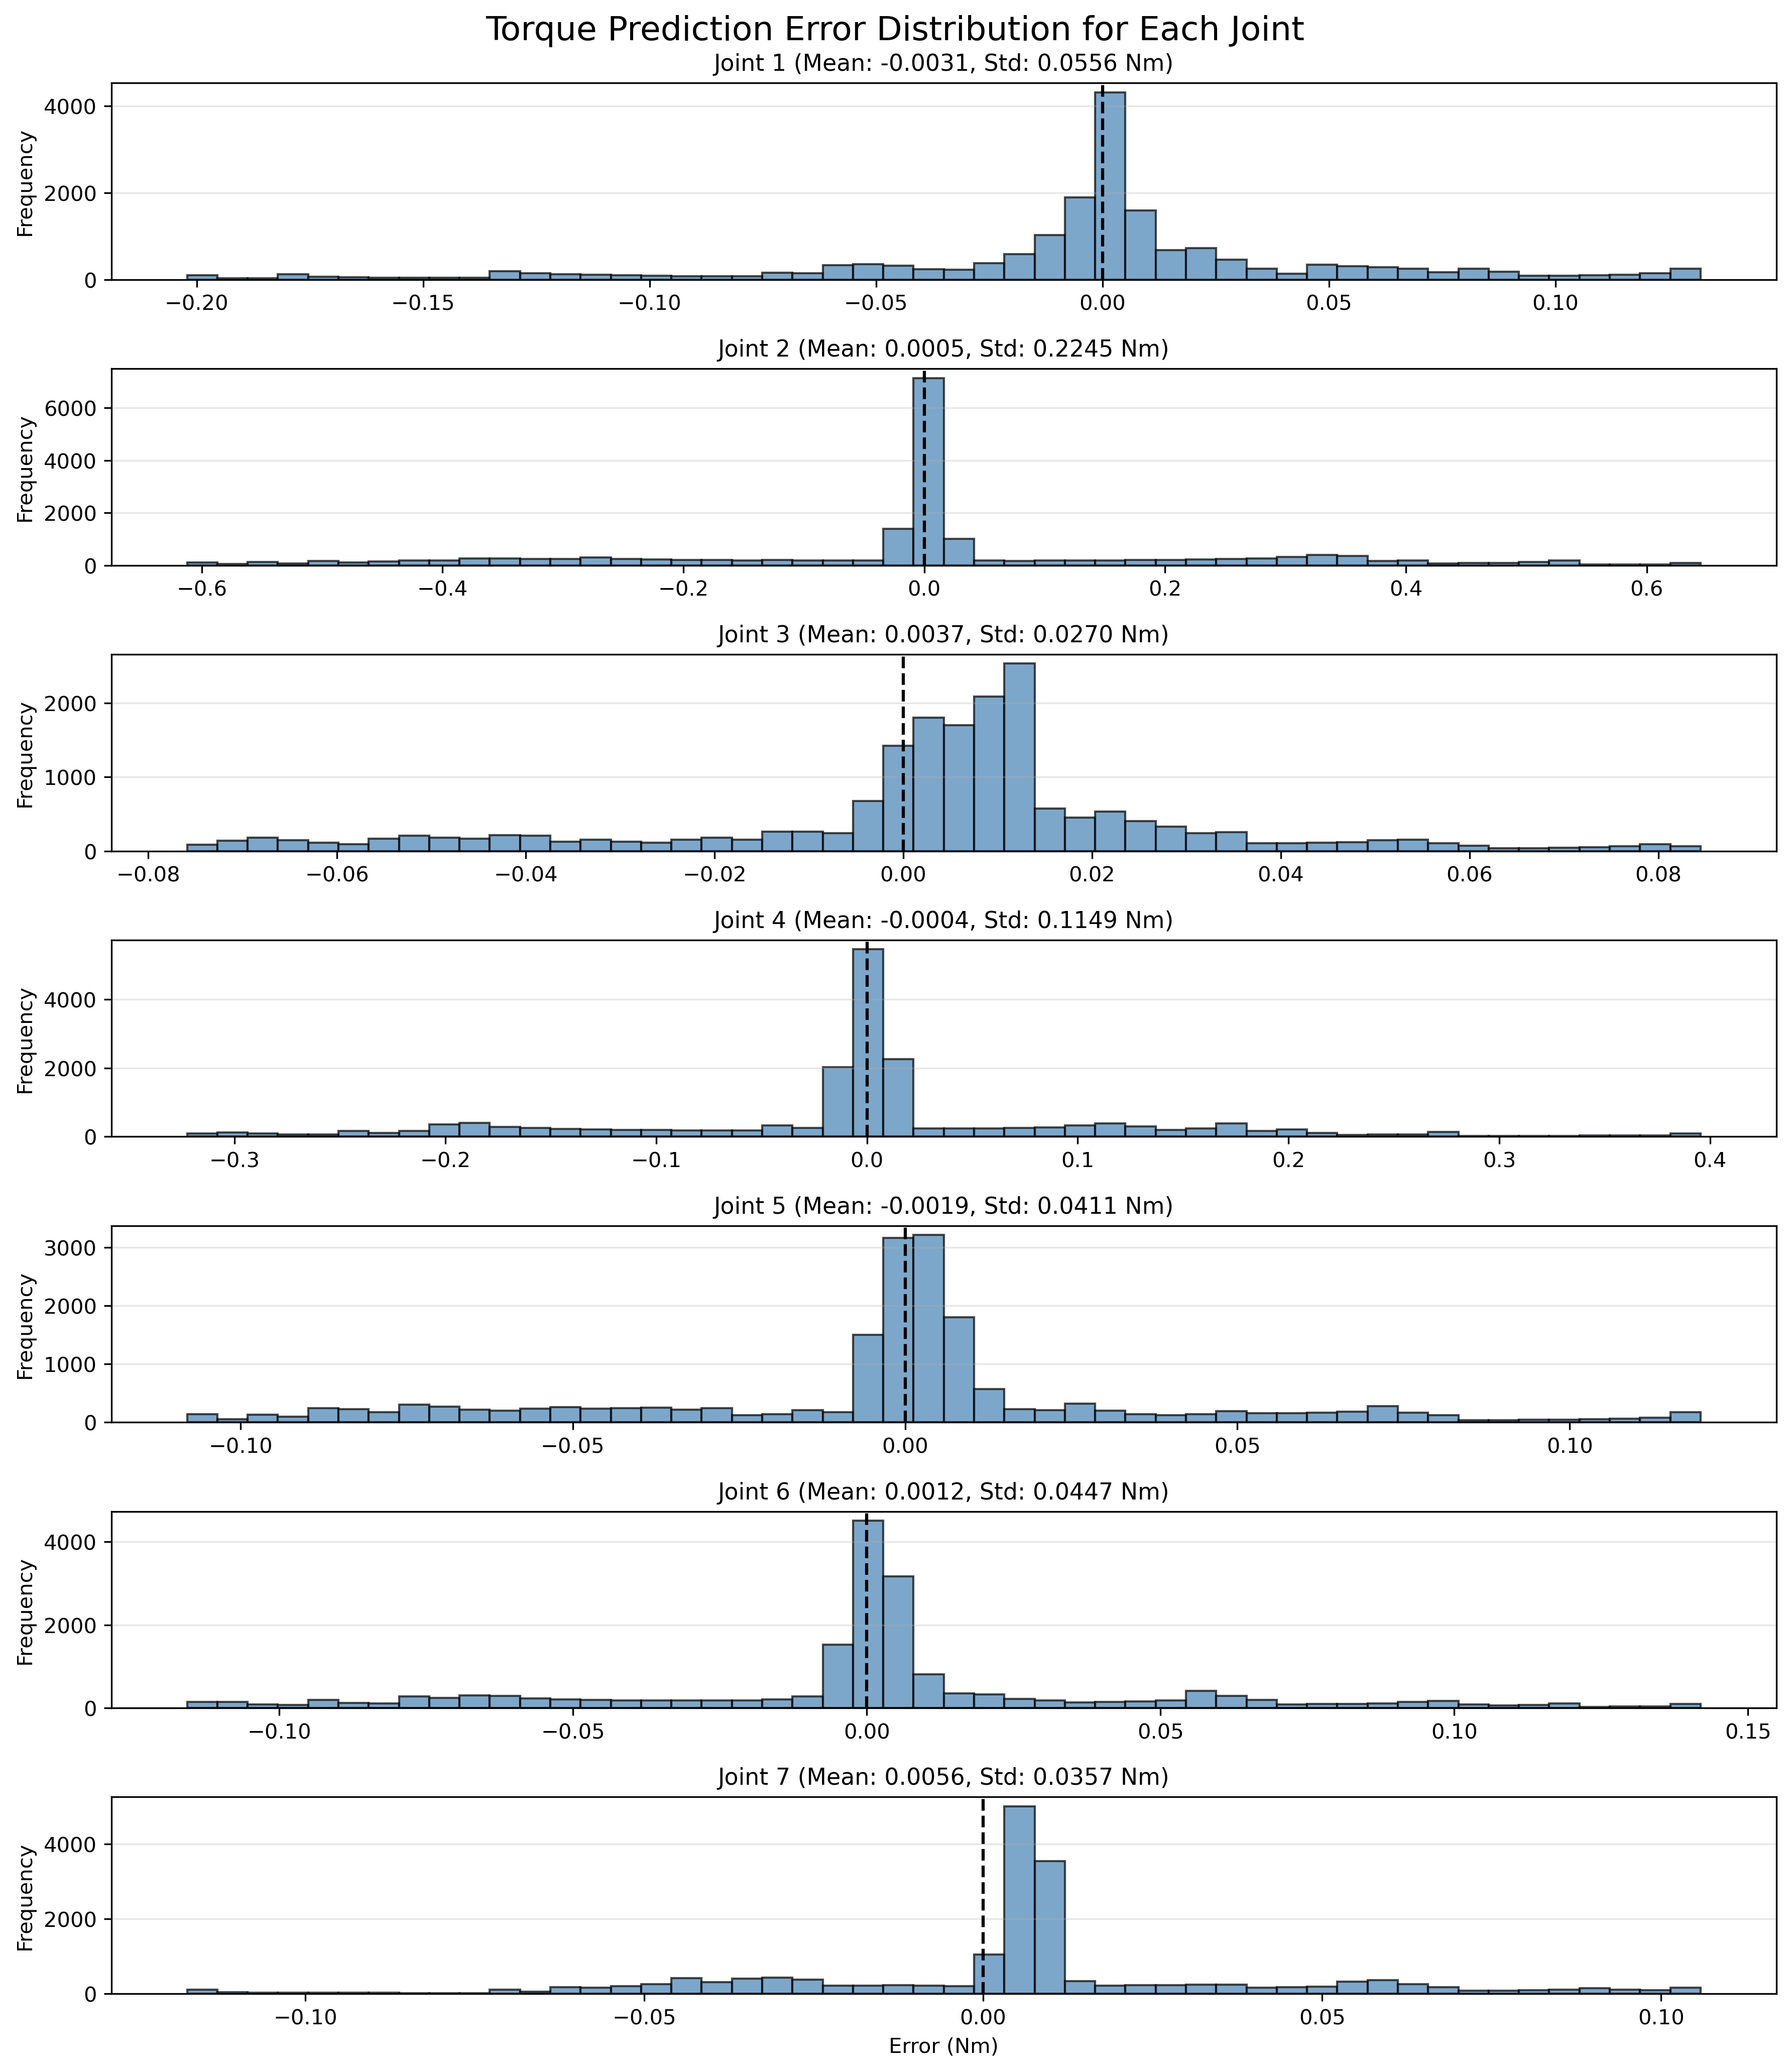 Torque Prediction Error Distribution for Each Joint
Joint 1 (Mean: -0.0031, Std: 0.0556 Nm)
Frequency
4000
2000
0
−0.20 −0.15 −0.10 −0.05 0.00 0.05 0.10
Joint 2 (Mean: 0.0005, Std: 0.2245 Nm)
Frequency
6000
4000
2000
0
−0.6 −0.4 −0.2 0.0 0.2 0.4 0.6
Joint 3 (Mean: 0.0037, Std: 0.0270 Nm)
Frequency
2000
1000
0
−0.08 −0.06 −0.04 −0.02 0.00 0.02 0.04 0.06 0.08
Joint 4 (Mean: -0.0004, Std: 0.1149 Nm)
Frequency
4000
2000
0
−0.3 −0.2 −0.1 0.0 0.1 0.2 0.3 0.4
Joint 5 (Mean: -0.0019, Std: 0.0411 Nm)
Frequency
3000
2000
1000
0
−0.10 −0.05 0.00 0.05 0.10
Joint 6 (Mean: 0.0012, Std: 0.0447 Nm)
Frequency
4000
2000
0
−0.10 −0.05 0.00 0.05 0.10 0.15
Joint 7 (Mean: 0.0056, Std: 0.0357 Nm)
Frequency
4000
2000
0
−0.10 −0.05 0.00 0.05 0.10
Error (Nm)